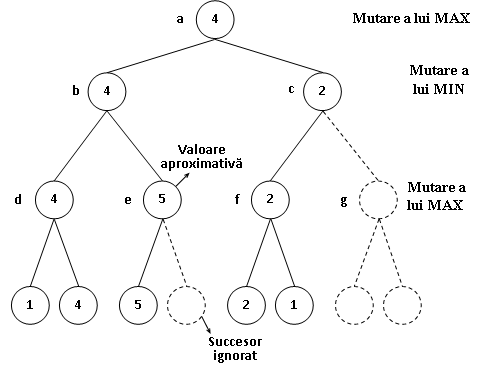 a 4 Mutare a lui MAX
Mutare a
lui MIN
b 4 c 2
Valoare
aproximativă
Mutare a
lui MAX
d 4 e 5 f 2 g
1 4 5 2 1
Succesor
ignorat